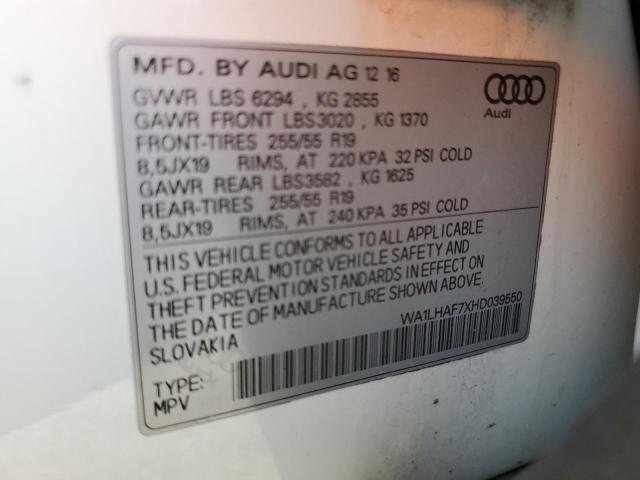 MFD. BY AUDI AG 12 16
GVWR LBS 6294 , KG 2855
GAWR FRONT LBS3020 , KG 1370
FRONT-TIRES 255/55 R19
8,5JX19 RIMS, AT 220 KPA 32 PSI COLD
GAWR REAR LBS3582 , KG 1625
REAR-TIRES 255/55 R19
8,5JX19 RIMS, AT 240 KPA 35 PSI COLD
Audi
THIS VEHICLE CONFORMS TO ALL APPLICABLE
U.S. FEDERAL MOTOR VEHICLE SAFETY AND
THEFT PREVENTION STANDARDS IN EFFECT ON
THE DATE OF MANUFACTURE SHOWN ABOVE.
SLOVAKIA
WA1LHAF7XHD039550
TYPE:
MPV